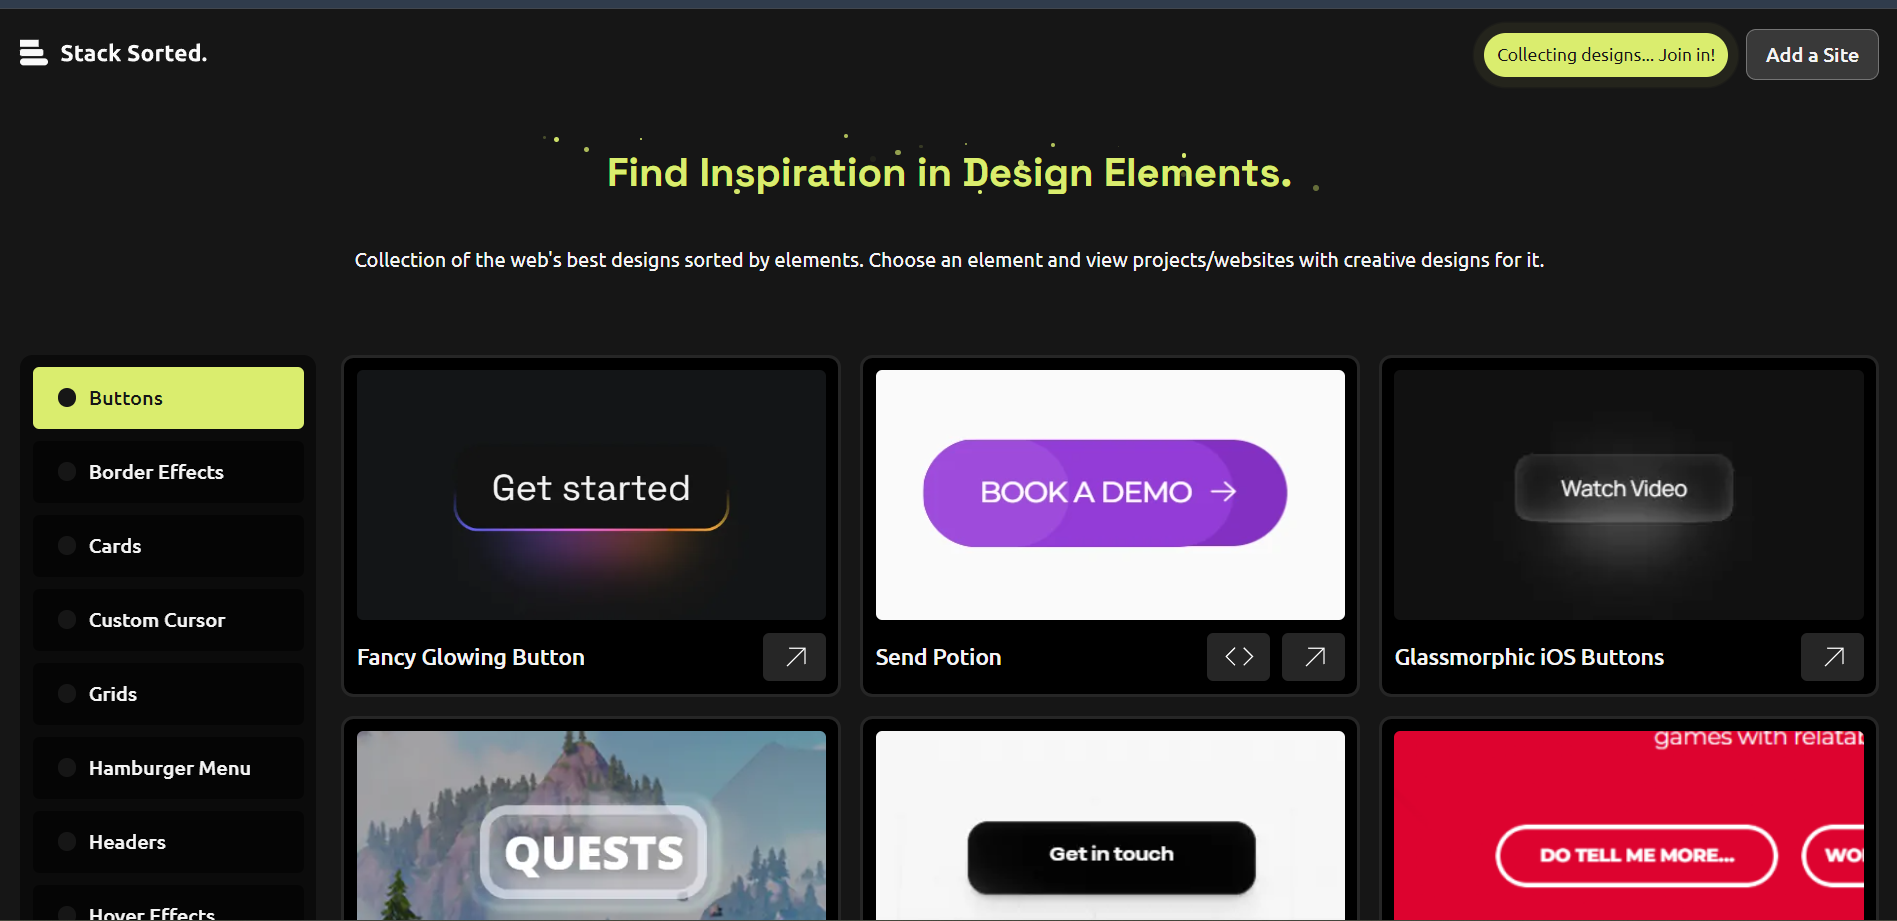 Stack Sorted.
Collecting designs... Join in!
Add a Site
Find Inspiration in Design Elements.
Collection of the web's best designs sorted by elements. Choose an element and view projects/websites with creative designs for it.
Buttons
Border Effects
Cards
Custom Cursor
Grids
Hamburger Menu
Headers
Hover Effects
Get started
Fancy Glowing Button
BOOK A DEMO
Send Potion
Watch Video
Glassmorphic iOS Buttons
QUESTS
Get in touch
games with relatab
DO TELL ME MORE...
WO